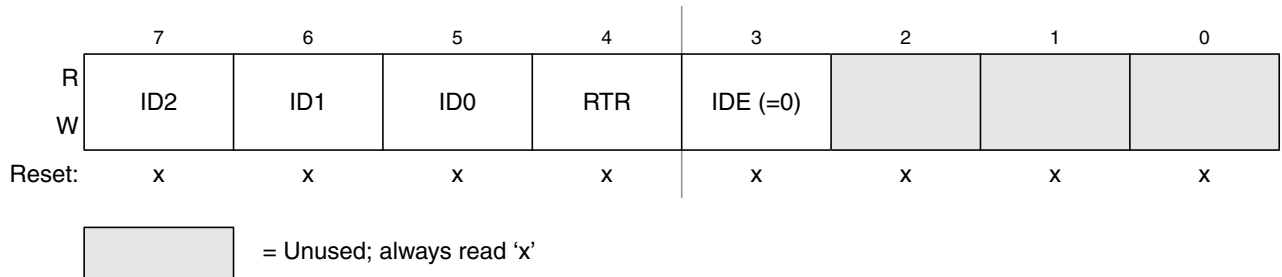 7 6 5 4 3 2 1 0
R
ID2 ID1 ID0 RTR IDE (=0)
W
Reset: x x x x x x x x
= Unused; always read ‘x’